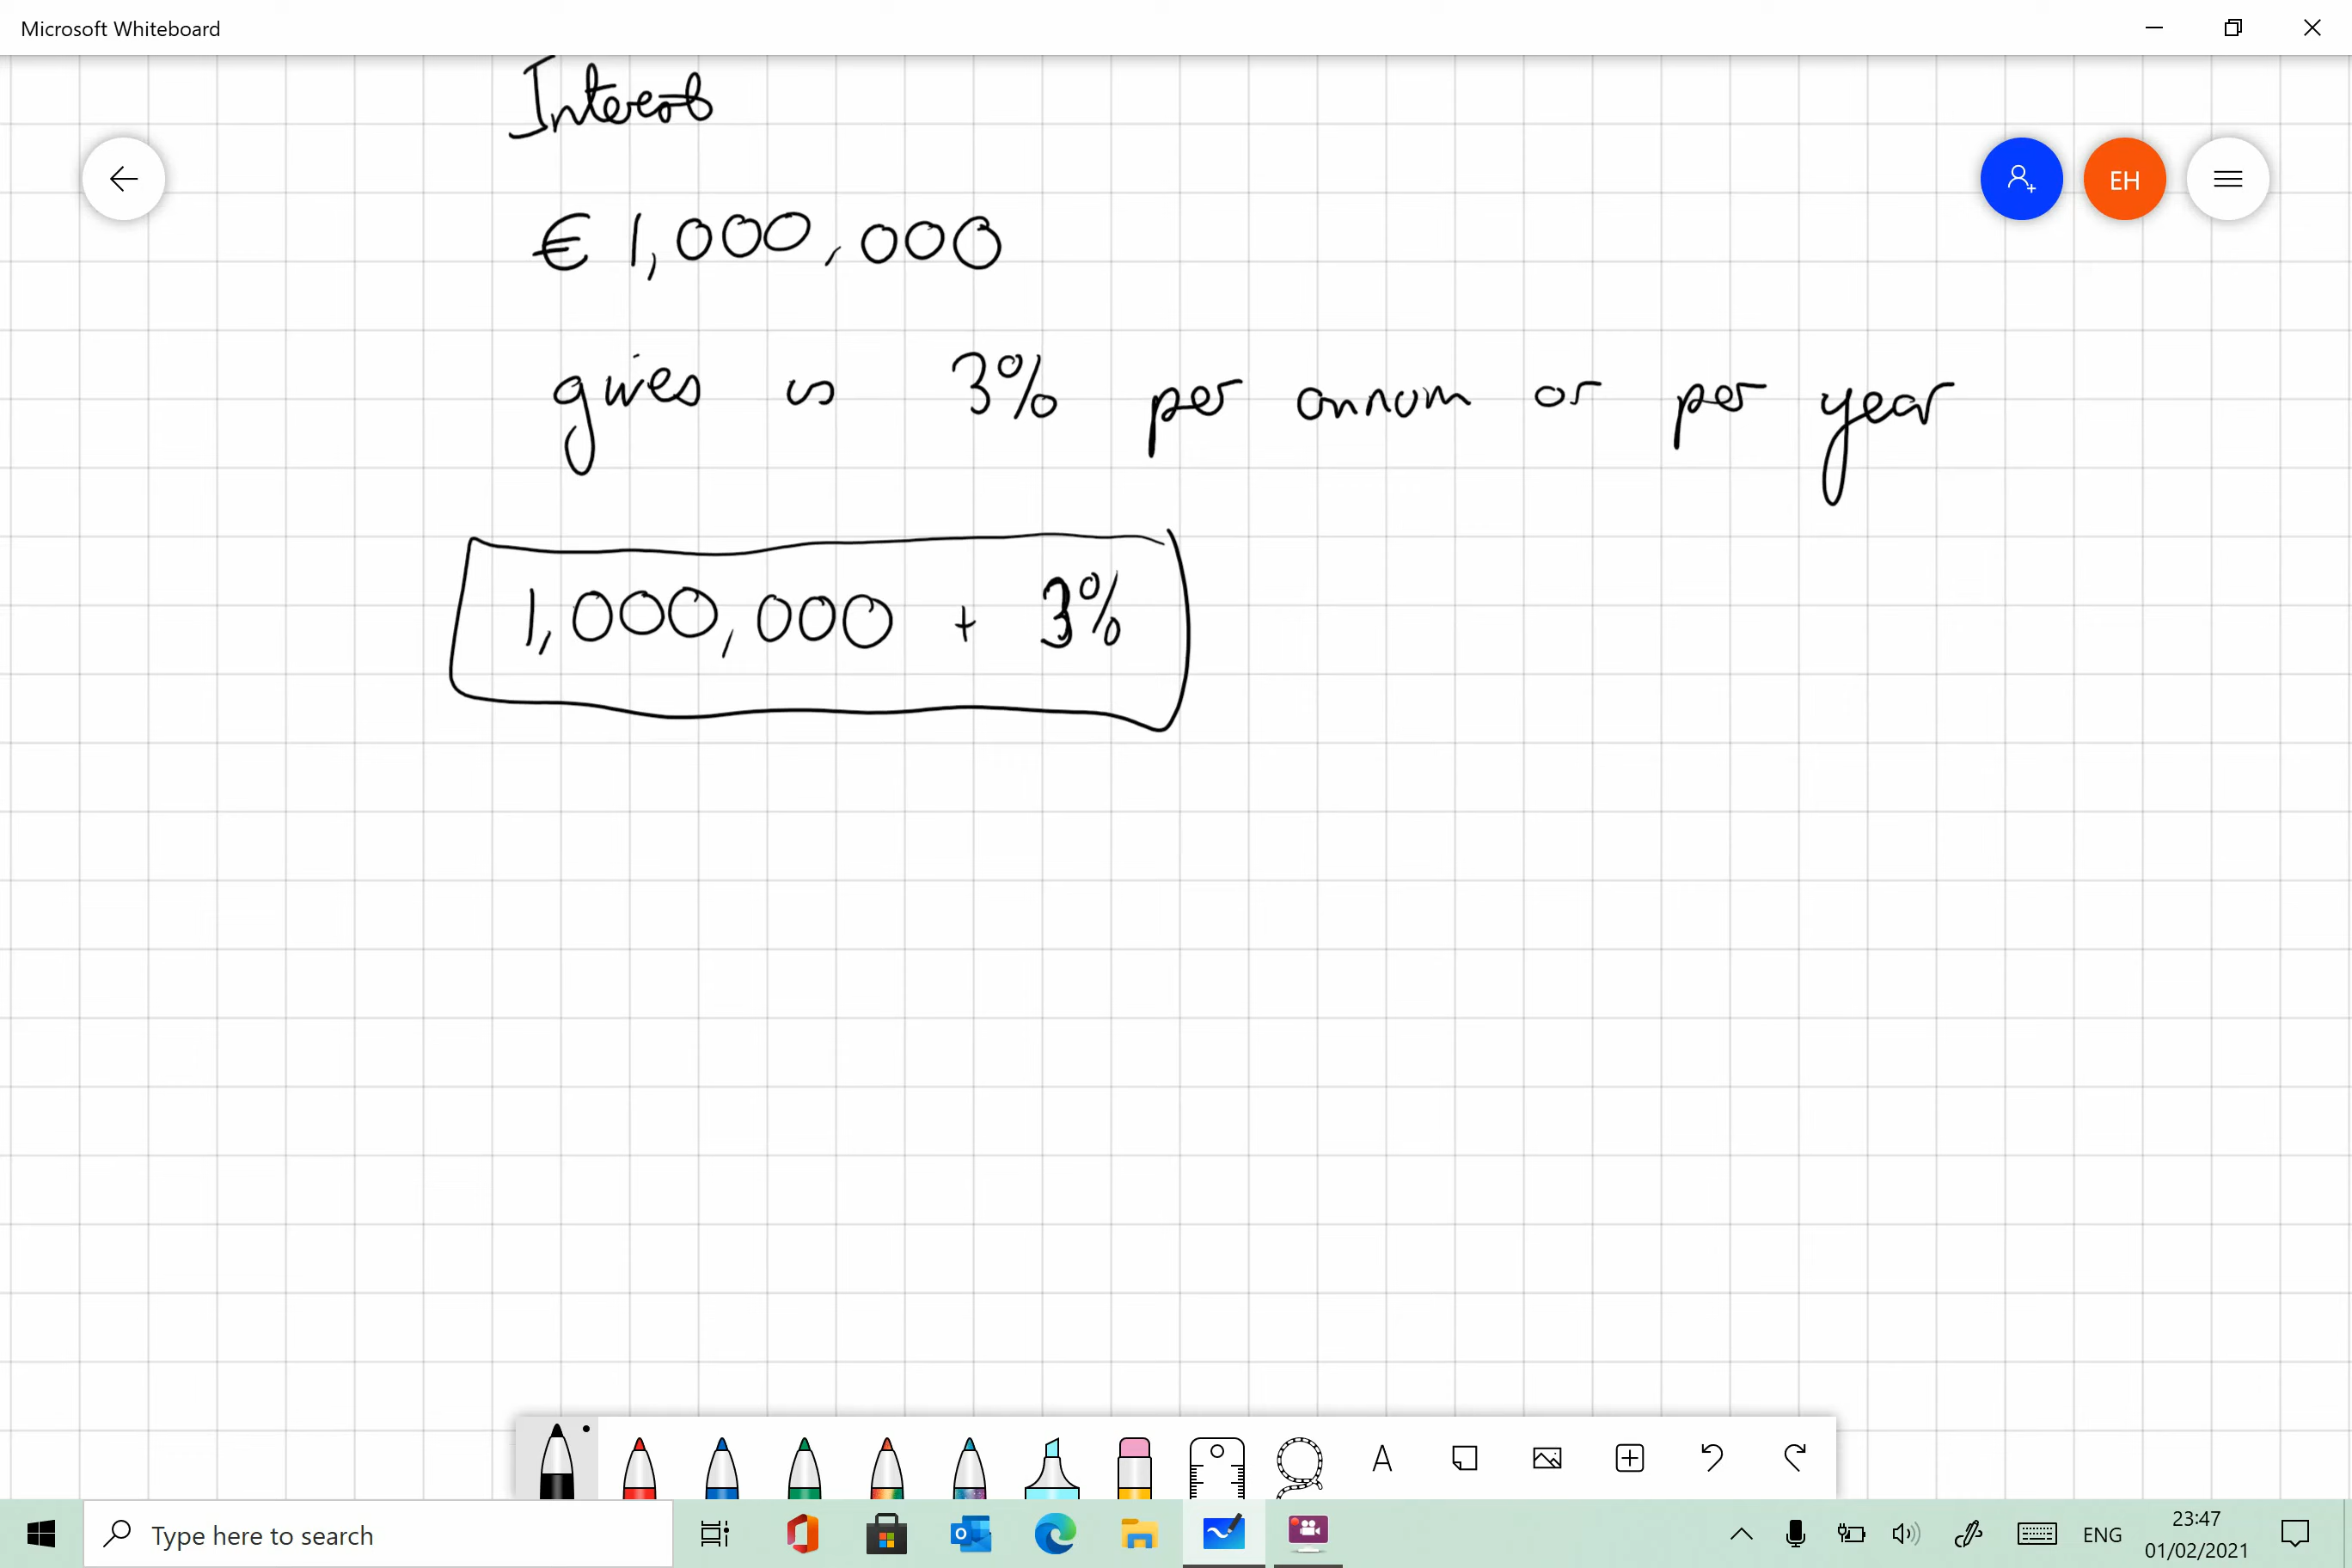 Microsoft Whiteboard
Interest
€ 1,000,000
EH
gives us 3% per annum or per year
1,000,000 + 3%
A
Type here to search
ENG
23:47
01/02/2021